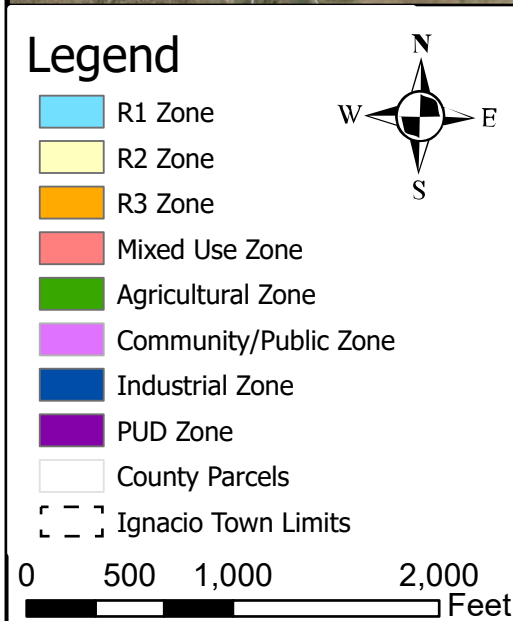 Legend
N
W E
S
R1 Zone
R2 Zone
R3 Zone
Mixed Use Zone
Agricultural Zone
Community/Public Zone
Industrial Zone
PUD Zone
County Parcels
Ignacio Town Limits
0 500 1,000 2,000
Feet